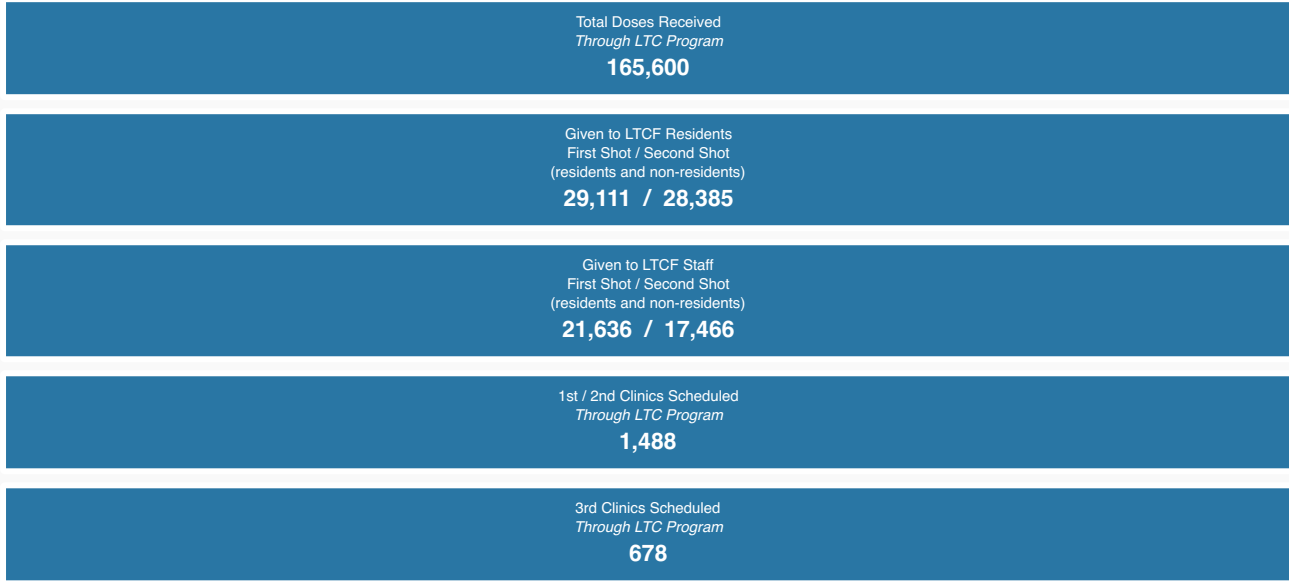 Total Doses Received
Through LTC Program
165,600
Given to LTCF Residents
First Shot / Second Shot
(residents and non-residents)
29,111 / 28,385
Given to LTCF Staff
First Shot / Second Shot
(residents and non-residents)
21,636 / 17,466
1st / 2nd Clinics Scheduled
Through LTC Program
1,488
3rd Clinics Scheduled
Through LTC Program
678